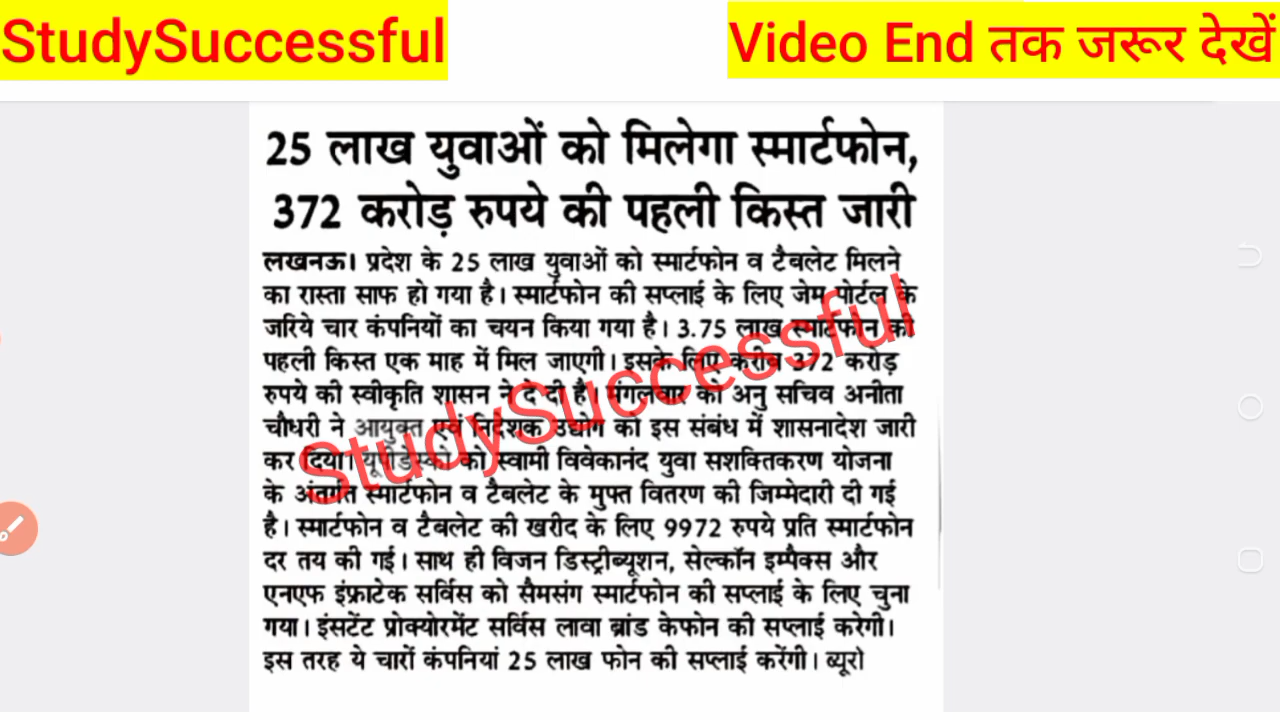 StudySuccessful
Video End तक जरूर देखें
25 लाख युवाओं को मिलेगा स्मार्टफोन,
372 करोड़ रुपये की पहली किस्त जारी
लखनऊ। प्रदेश के 25 लाख युवाओं को स्मार्टफोन व टैबलेट मिलने
का रास्ता साफ हो गया है। स्मार्टफोन की सप्लाई के लिए जेम पोर्टल के
जरिये चार कंपनियों का चयन किया गया है। 3.75 लाख स्मार्टफोन की
पहली किस्त एक माह में मिल जाएगी। इसके लिए करीब 372 करोड़
रुपये की स्वीकृति शासन ने दे दी है। मंगलवार को अनु सचिव अनीता
चौधरी ने आयुक्त एवं निदेशक उद्योग को इस संबंध में शासनादेश जारी
कर दिया। यूपीडेस्को को स्वामी विवेकानंद युवा सशक्तिकरण योजना
के अंतर्गत स्मार्टफोन व टैबलेट के मुफ्त वितरण की जिम्मेदारी दी गई
है। स्मार्टफोन व टैबलेट की खरीद के लिए 9972 रुपये प्रति स्मार्टफोन
दर तय की गई। साथ ही विजन डिस्ट्रीब्यूशन, सेल्कॉन इम्पैक्स और
एनएफ इंफ्राटेक सर्विस को सैमसंग स्मार्टफोन की सप्लाई के लिए चुना
गया। इंसटेंट प्रोक्योरमेंट सर्विस लावा ब्रांड केफोन की सप्लाई करेगी।
इस तरह ये चारों कंपनियां 25 लाख फोन की सप्लाई करेंगी। ब्यूरो
StudySuccessful